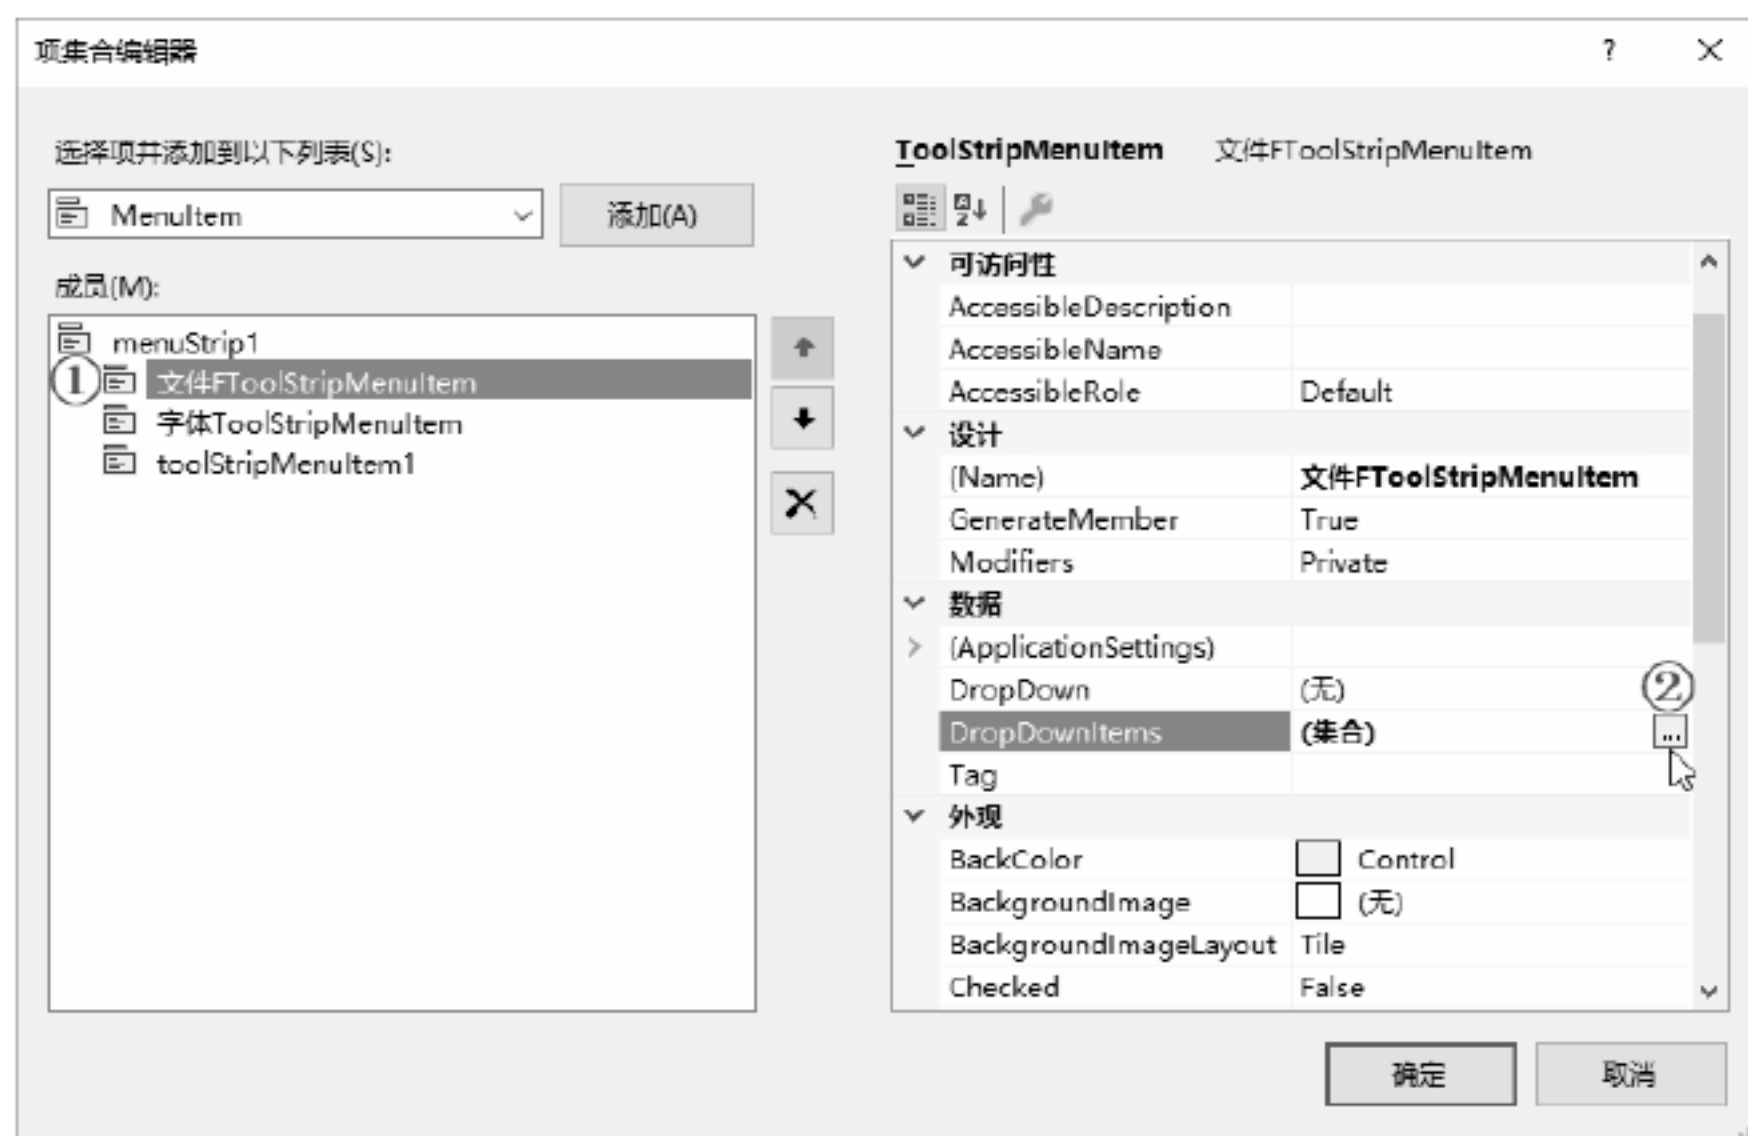 项集合编辑器
?
选择项并添加到以下列表(S):
MenuItem
添加(A)
成员(M):
menuStrip1
① 文件FToolStripMenuItem
字体ToolStripMenuItem
toolStripMenuItem1
ToolStripMenuItem 文件FToolStripMenuItem
可访问性
AccessibleDescription
AccessibleName
AccessibleRole Default
设计
(Name) 文件FToolStripMenuItem
GenerateMember True
Modifiers Private
数据
(ApplicationSettings)
DropDown (无) ②
DropDownItems (集合) ...
Tag
外观
BackColor Control
BackgroundImage (无)
BackgroundImageLayout Tile
Checked False
确定 取消